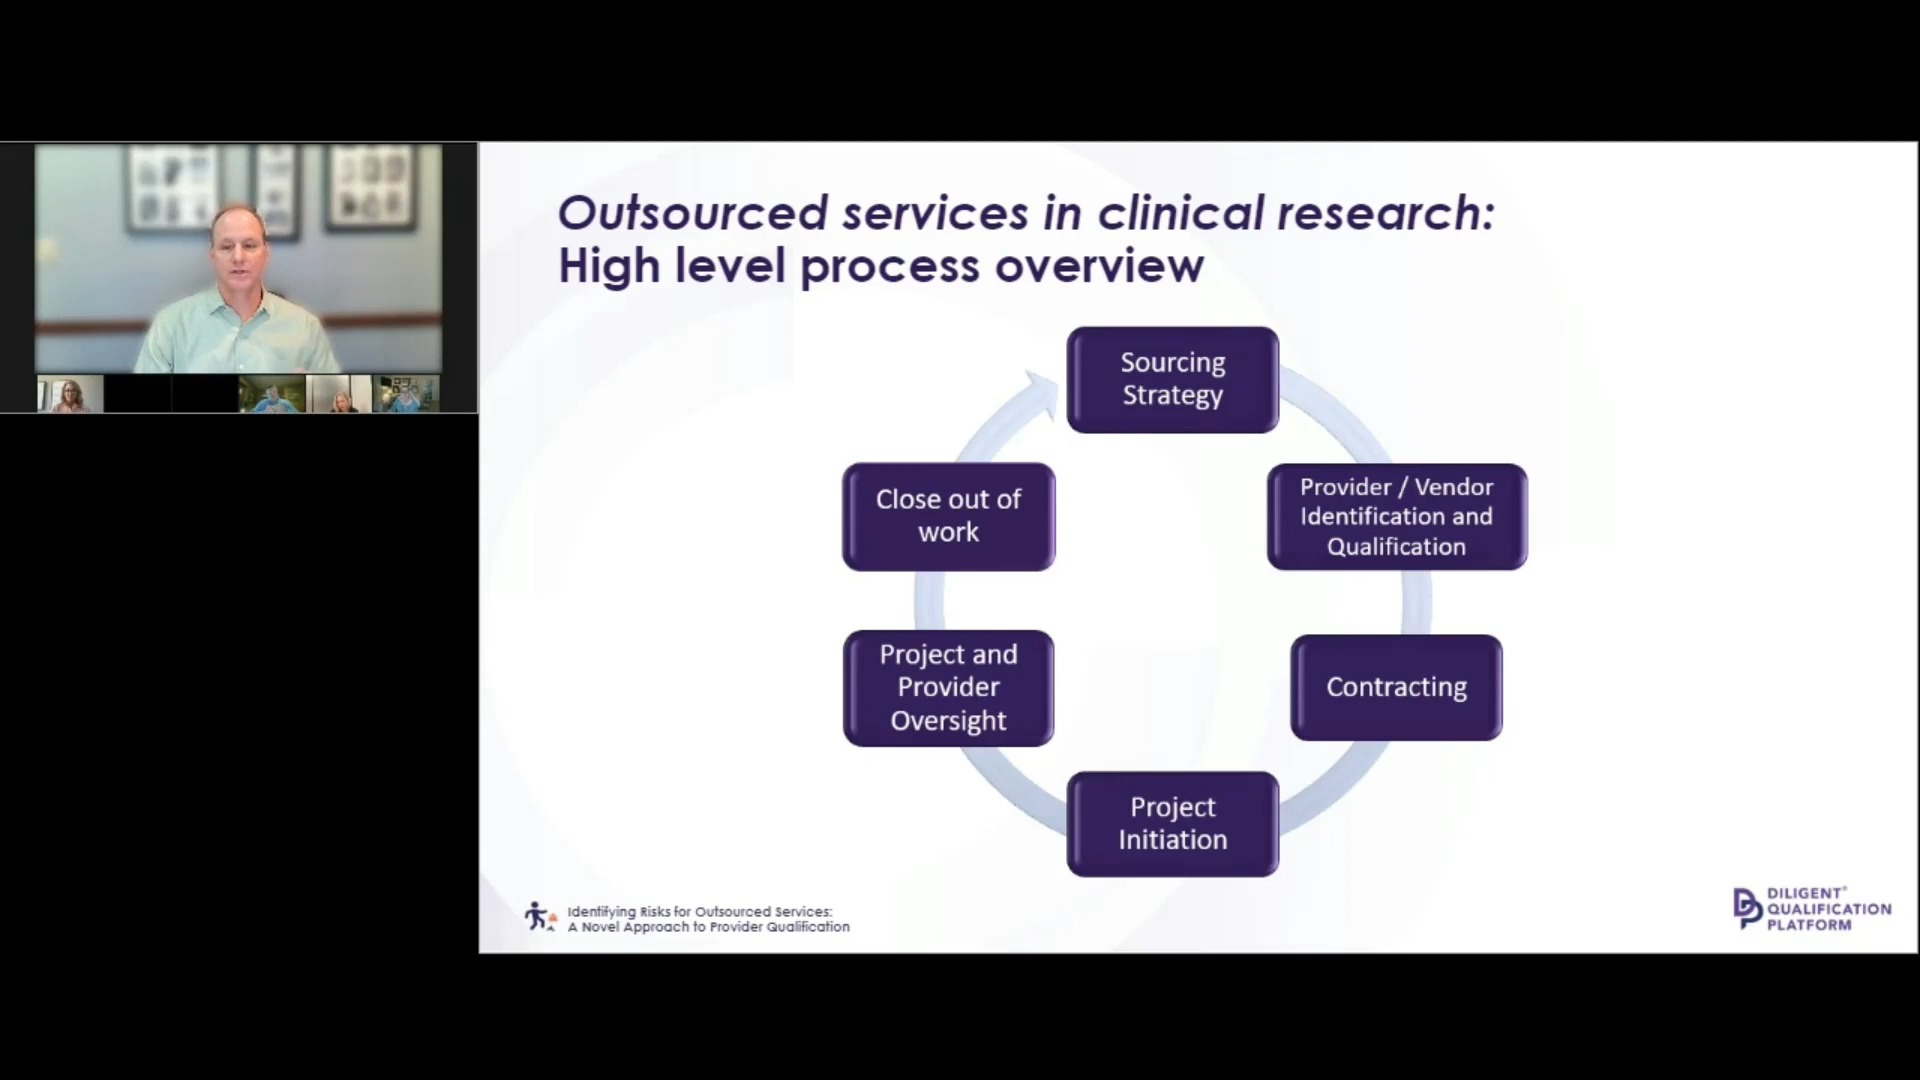 Outsourced services in clinical research:
High level process overview
Sourcing
Strategy
Provider / Vendor
Identification and
Qualification
Contracting
Project
Initiation
Project and
Provider
Oversight
Close out of
work
Identifying Risks for Outsourced Services:
A Novel Approach to Provider Qualification
DILIGENT®
QUALIFICATION
PLATFORM